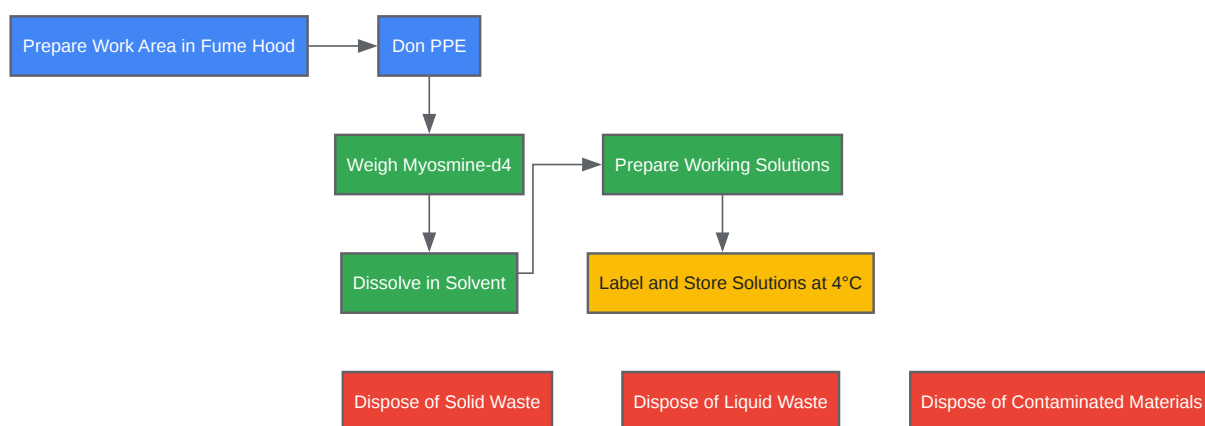 Prepare Work Area in Fume Hood
Don PPE
Weigh Myosmine-d4
Prepare Working Solutions
Dissolve in Solvent
Label and Store Solutions at 4°C
Dispose of Solid Waste
Dispose of Liquid Waste
Dispose of Contaminated Materials